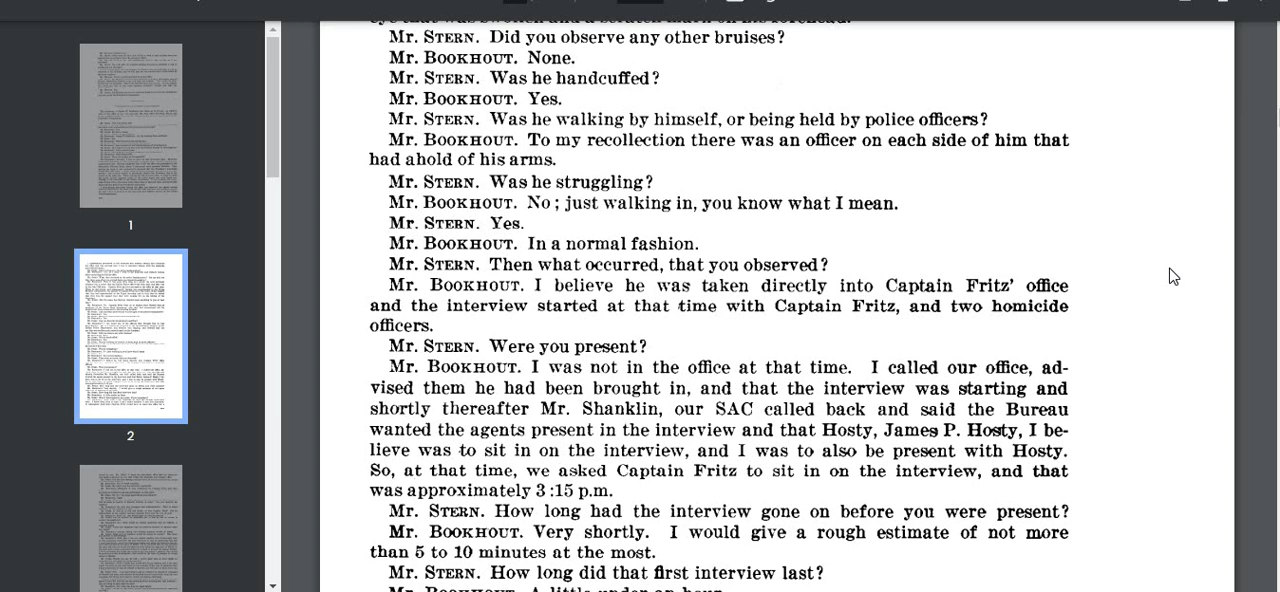 Mr. STERN. Did you observe any other bruises?
Mr. BOOKHOUT. None.
Mr. STERN. Was he handcuffed?
Mr. BOOKHOUT. Yes.
Mr. STERN. Was he walking by himself, or being held by police officers?
Mr. BOOKHOUT. To my recollection there was an officer on each side of him that
had ahold of his arms.
Mr. STERN. Was he struggling?
Mr. BOOKHOUT. No; just walking in, you know what I mean.
Mr. STERN. Yes.
Mr. BOOKHOUT. In a normal fashion.
Mr. STERN. Then what occurred, that you observed?
Mr. BOOKHOUT. I believe he was taken directly into Captain Fritz' office
and interview started at that time with Captain Fritz, and two homicide
officers.
Mr. STERN. Were you present?
Mr. BOOKHOUT. I was not in the office at that time. I called our office, ad-
vised them he had been brought in, and that the interview was starting and
shortly thereafter Mr. Shanklin, our SAC called back and said the Bureau
wanted the agents present in the interview and that Hosty, James P. Hosty, I be-
lieve was to sit in on the interview, and I was to also be present with Hosty.
So, at that time, we asked Captain Fritz to sit in on the interview, and that
was approximately 3:15 p.m.
Mr. STERN. How long had the interview gone on before you were present?
Mr. BOOKHOUT. Very shortly. I would give a rough estimate of not more
than 5 or 10 minutes at the most.
Mr. STERN. How long did the first interview last?
Mr. BOOKHOUT. A little under an hour.
1
2